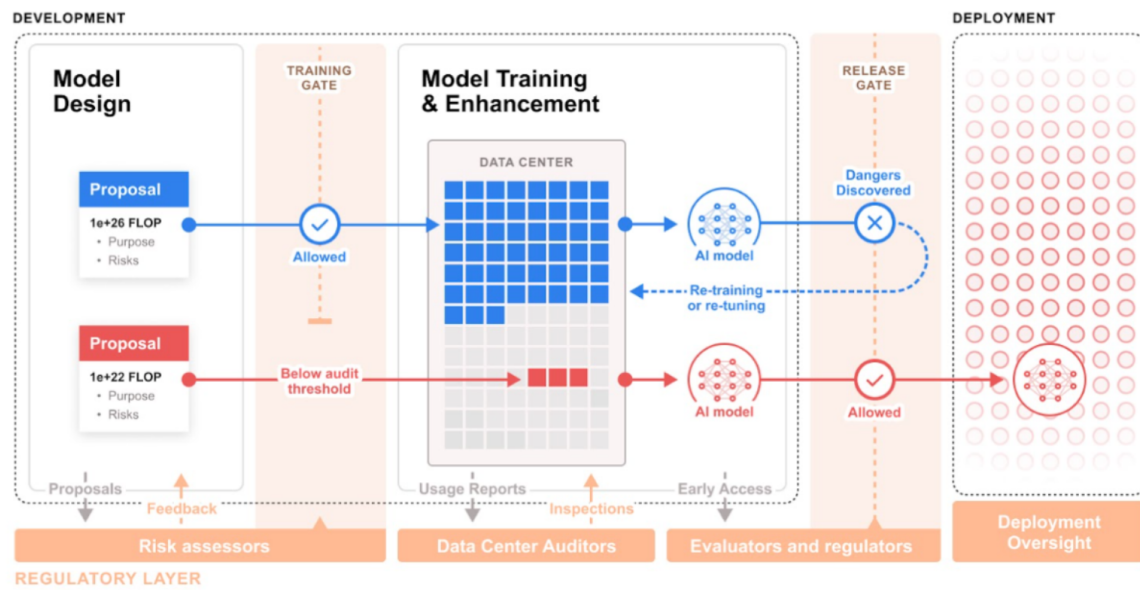 DEVELOPMENT
DEPLOYMENT
Model
Design
TRAINING
GATE
Model Training
& Enhancement
RELEASE
GATE
DATA CENTER
Proposal
1e+26 FLOP
• Purpose
• Risks
Allowed
AI model
Dangers
Discovered
Re-training
or re-tuning
Proposal
1e+22 FLOP
• Purpose
• Risks
Below audit
threshold
AI model
Allowed
Proposals
Feedback
Usage Reports
Inspections
Early Access
Risk assessors
Data Center Auditors
Evaluators and regulators
Deployment
Oversight
REGULATORY LAYER